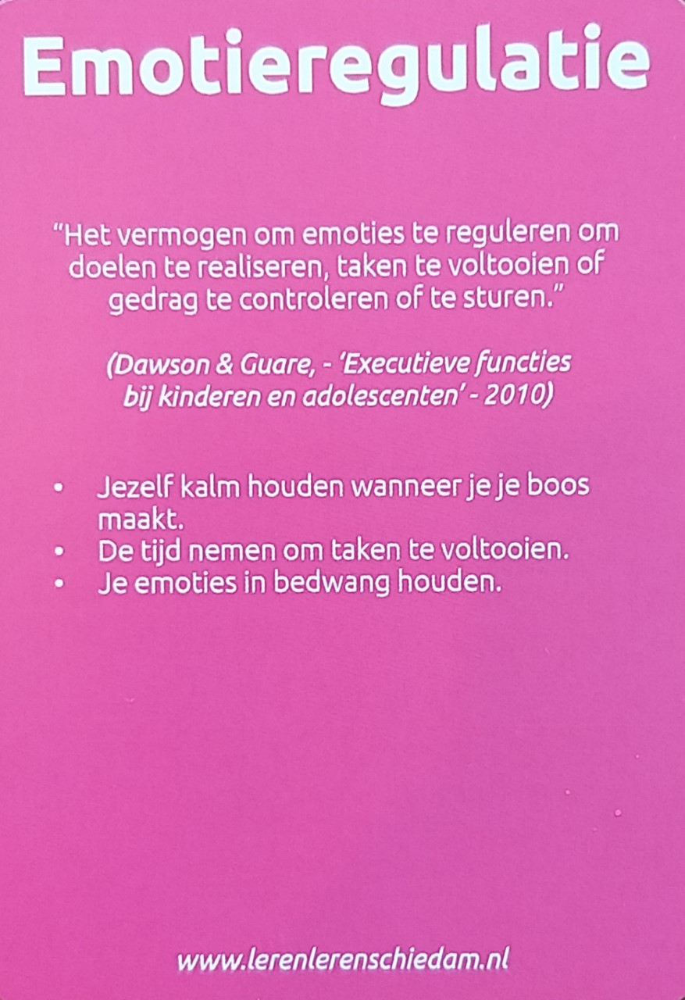 Emotieregulatie
“Het vermogen om emoties te reguleren om
doelen te realiseren, taken te voltooien of
gedrag te controleren of te sturen.”
(Dawson & Guare, - ‘Executieve functies
bij kinderen en adolescenten’ - 2010)
• Jezelf kalm houden wanneer je je boos
maakt.
• De tijd nemen om taken te voltooien.
• Je emoties in bedwang houden.
www.lerenlerenschiedam.nl